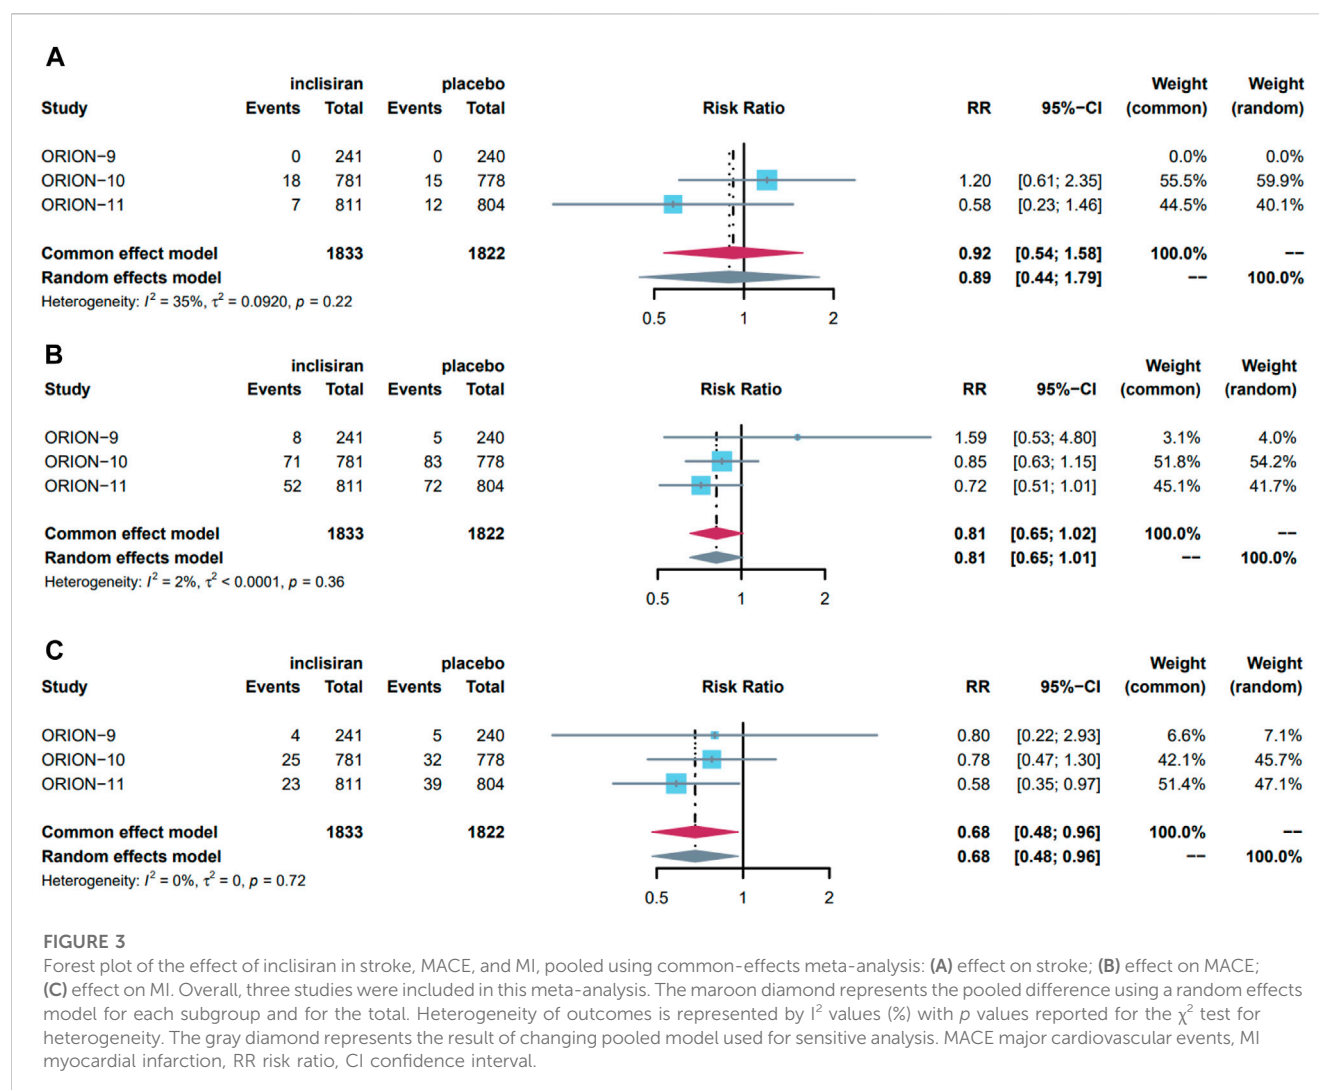 A
inclisiran placebo Weight Weight
Study Events Total Events Total Risk Ratio RR 95%−CI (common) (random)
ORION−9 0 241 0 240 0.0% 0.0%
ORION−10 18 781 15 778 1.20 [0.61; 2.35] 55.5% 59.9%
ORION−11 7 811 12 804 0.58 [0.23; 1.46] 44.5% 40.1%
Common effect model 1833 1822 0.92 [0.54; 1.58] 100.0% −−
Random effects model 0.89 [0.44; 1.79] −− 100.0%
Heterogeneity: I² = 35%, τ² = 0.0920, p = 0.22
0.5 1 2
B
inclisiran placebo Weight Weight
Study Events Total Events Total Risk Ratio RR 95%−CI (common) (random)
ORION−9 8 241 5 240 1.59 [0.53; 4.80] 3.1% 4.0%
ORION−10 71 781 83 778 0.85 [0.63; 1.15] 51.8% 54.2%
ORION−11 52 811 72 804 0.72 [0.51; 1.01] 45.1% 41.7%
Common effect model 1833 1822 0.81 [0.65; 1.02] 100.0% −−
Random effects model 0.81 [0.65; 1.01] −− 100.0%
Heterogeneity: I² = 2%, τ² < 0.0001, p = 0.36
0.5 1 2
C
inclisiran placebo Weight Weight
Study Events Total Events Total Risk Ratio RR 95%−CI (common) (random)
ORION−9 4 241 5 240 0.80 [0.22; 2.93] 6.6% 7.1%
ORION−10 25 781 32 778 0.78 [0.47; 1.30] 42.1% 45.7%
ORION−11 23 811 39 804 0.58 [0.35; 0.97] 51.4% 47.1%
Common effect model 1833 1822 0.68 [0.48; 0.96] 100.0% −−
Random effects model 0.68 [0.48; 0.96] −− 100.0%
Heterogeneity: I² = 0%, τ² = 0, p = 0.72
0.5 1 2
FIGURE 3
Forest plot of the effect of inclisiran in stroke, MACE, and MI, pooled using common-effects meta-analysis: (A) effect on stroke; (B) effect on MACE;
(C) effect on MI. Overall, three studies were included in this meta-analysis. The maroon diamond represents the pooled difference using a random effects
model for each subgroup and for the total. Heterogeneity of outcomes is represented by I² values (%) with p values reported for the χ² test for
heterogeneity. The gray diamond represents the result of changing pooled model used for sensitive analysis. MACE major cardiovascular events, MI
myocardial infarction, RR risk ratio, CI confidence interval.